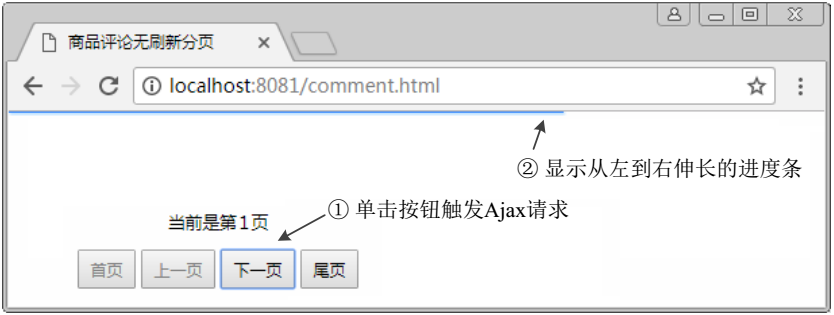 商品评论无刷新分页
localhost:8081/comment.html
② 显示从左到右伸长的进度条
① 单击按钮触发Ajax请求
当前是第1页
首页 上一页 下一页 尾页